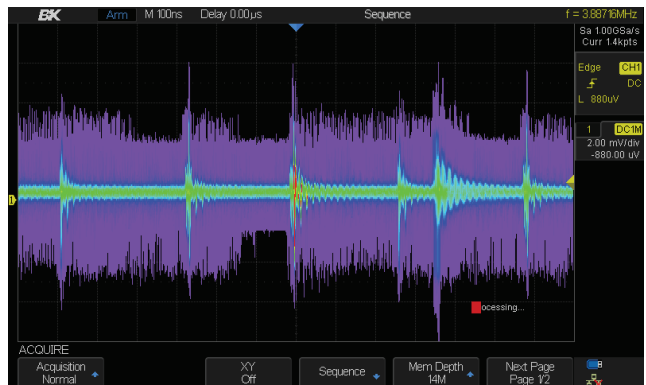 BK Arm M 100ns Delay 0.00μs Sequence f = 3.88716MHz
Sa 1.00GSa/s
Curr 1.4kpts
Edge CH1
DC
L 880uV
1 DC1M
2.00 mV/div
-880.00 uV
1
ocessing...
ACQUIRE
Acquisition
Normal
XY
Off
Sequence
Mem Depth
14M
Next Page
Page 1/2
B